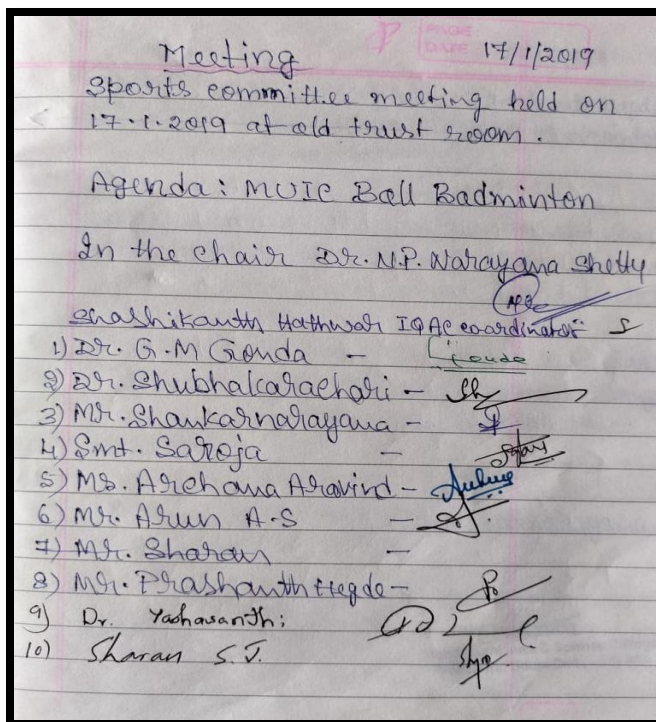 PAGE
DATE 17/1/2019
Meeting
Sports committee meeting held on
17.1.2019 at old trust room.
Agenda: MUIC Ball Badminton
In the chair Dr. N.P. Narayana Shetty
Shashikanth Hathwar IQAC coordinator
1) Dr. G.M Gonda - Gouda
2) Dr. Shubhakarachari -
3) Mr. Shankarnarayana -
4) Smt. Saroja -
5) Ms. Archana Aravind -
6) Mr. Arun A.S -
7) Mr. Sharan -
8) Mr. Prashanth Hegde -
9) Dr. Yashavanthi
10) Sharan S.J.